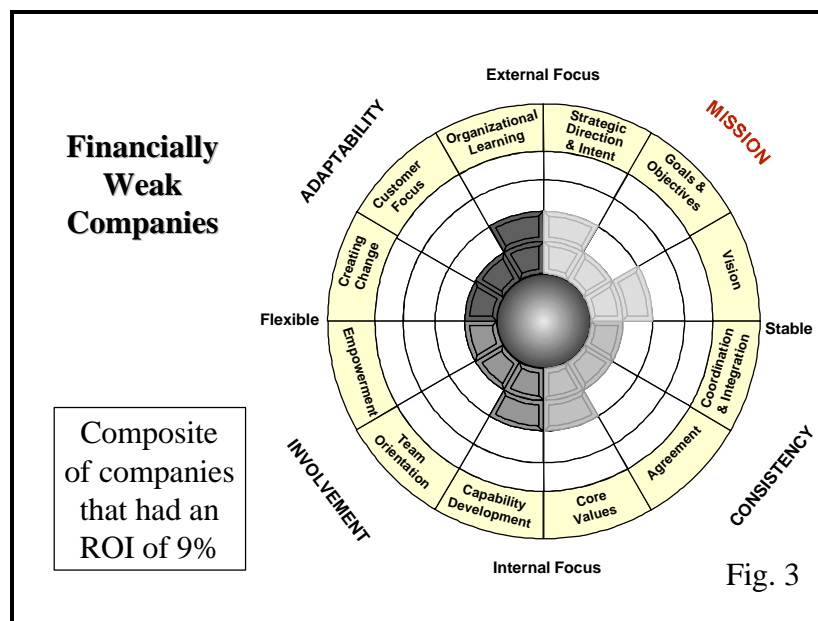 External Focus
Financially
Weak
Companies
ADAPTABILITY
MISSION
Organizational
Learning
Strategic
Direction
& Intent
Customer
Focus
Goals &
Objectives
Creating
Change
Vision
Flexible
Stable
Empowerment
Coordination
& Integration
Team
Orientation
Agreement
Capability
Development
Core
Values
INVOLVEMENT
CONSISTENCY
Composite
of companies
that had an
ROI of 9%
Internal Focus
Fig. 3